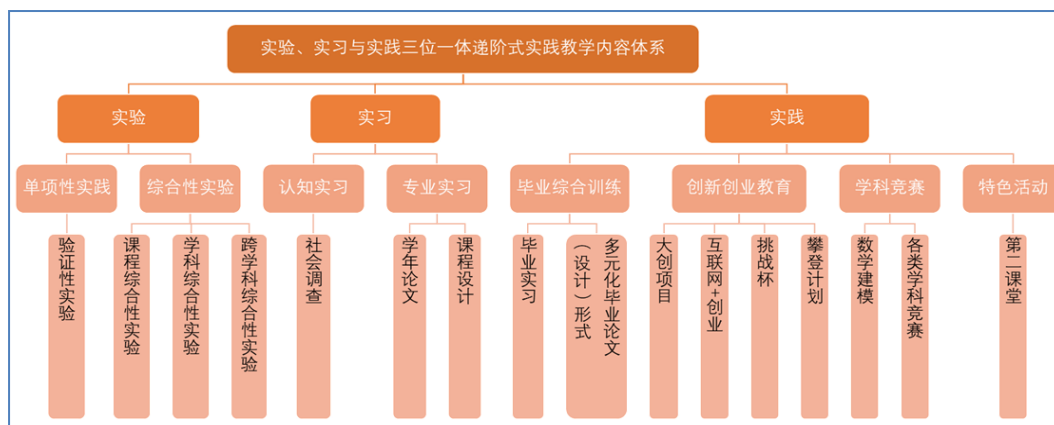 实验、实习与实践三位一体递阶式实践教学内容体系
实验
实习
实践
单项性实践
综合性实验
认知实习
专业实习
毕业综合训练
创新创业教育
学科竞赛
特色活动
验证性实验
课程综合性实验
学科综合性实验
跨学科综合性实验
社会调查
学年论文
课程设计
毕业实习
多元化毕业论文
（设计）形式
大创项目
互联网+创业
挑战杯
攀登计划
数学建模
各类学科竞赛
第二课堂